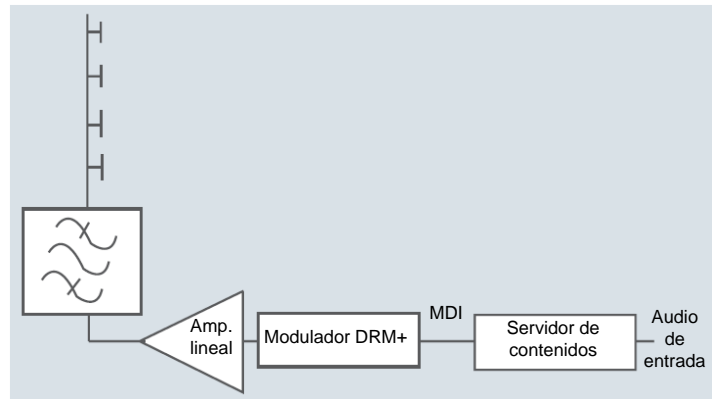 Amp.
lineal
Modulador DRM+
MDI
Servidor de
contenidos
Audio
de
entrada